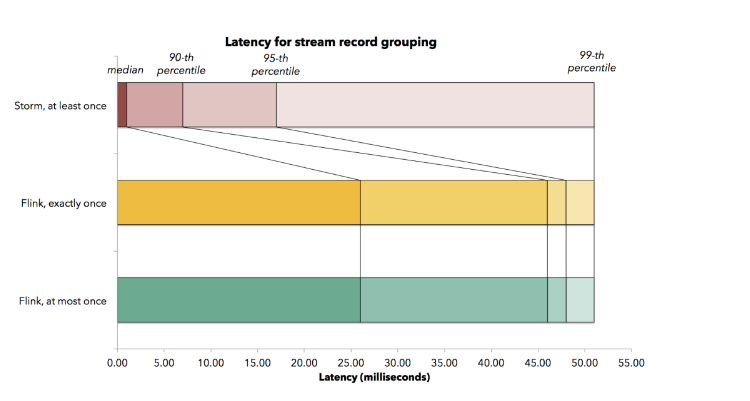 Latency for stream record grouping
median
90-th
percentile
95-th
percentile
99-th
percentile
Storm, at least once
Flink, exactly once
Flink, at most once
0.00 5.00 10.00 15.00 20.00 25.00 30.00 35.00 40.00 45.00 50.00 55.00
Latency (milliseconds)